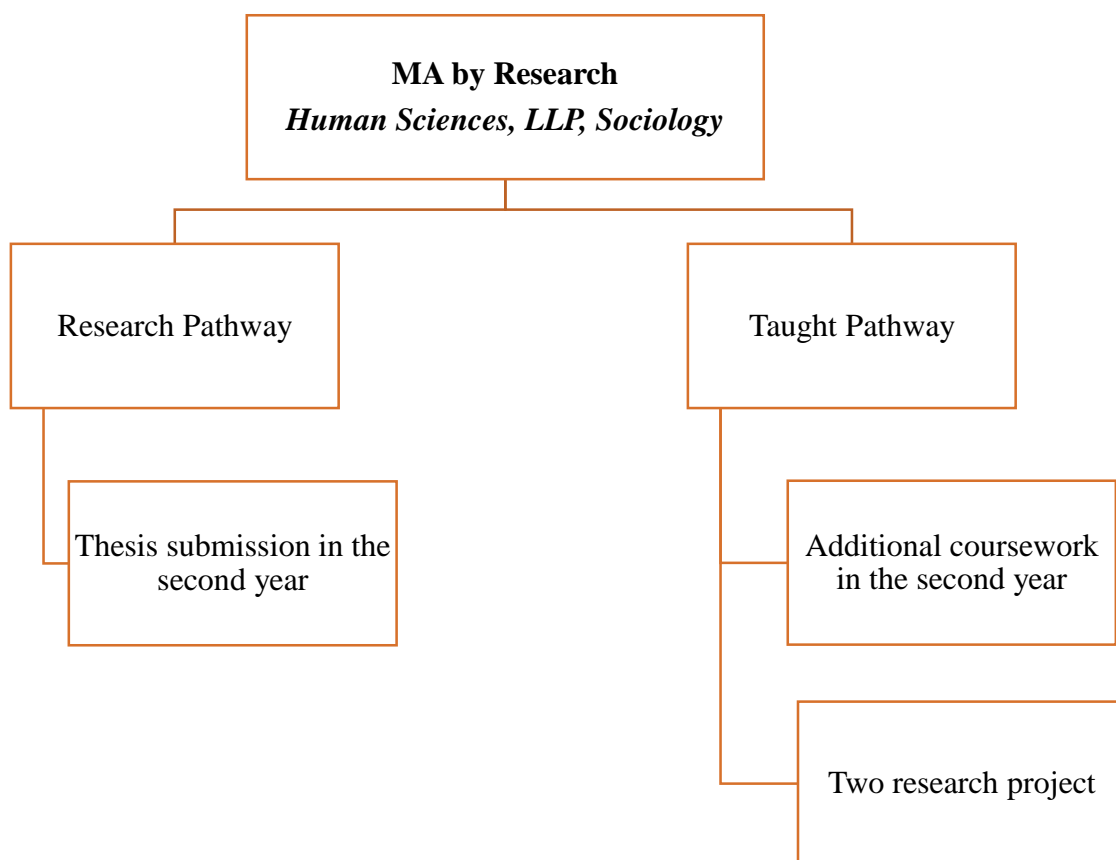 MA by Research
Human Sciences, LLP, Sociology
Research Pathway
Taught Pathway
Thesis submission in the
second year
Additional coursework
in the second year
Two research project